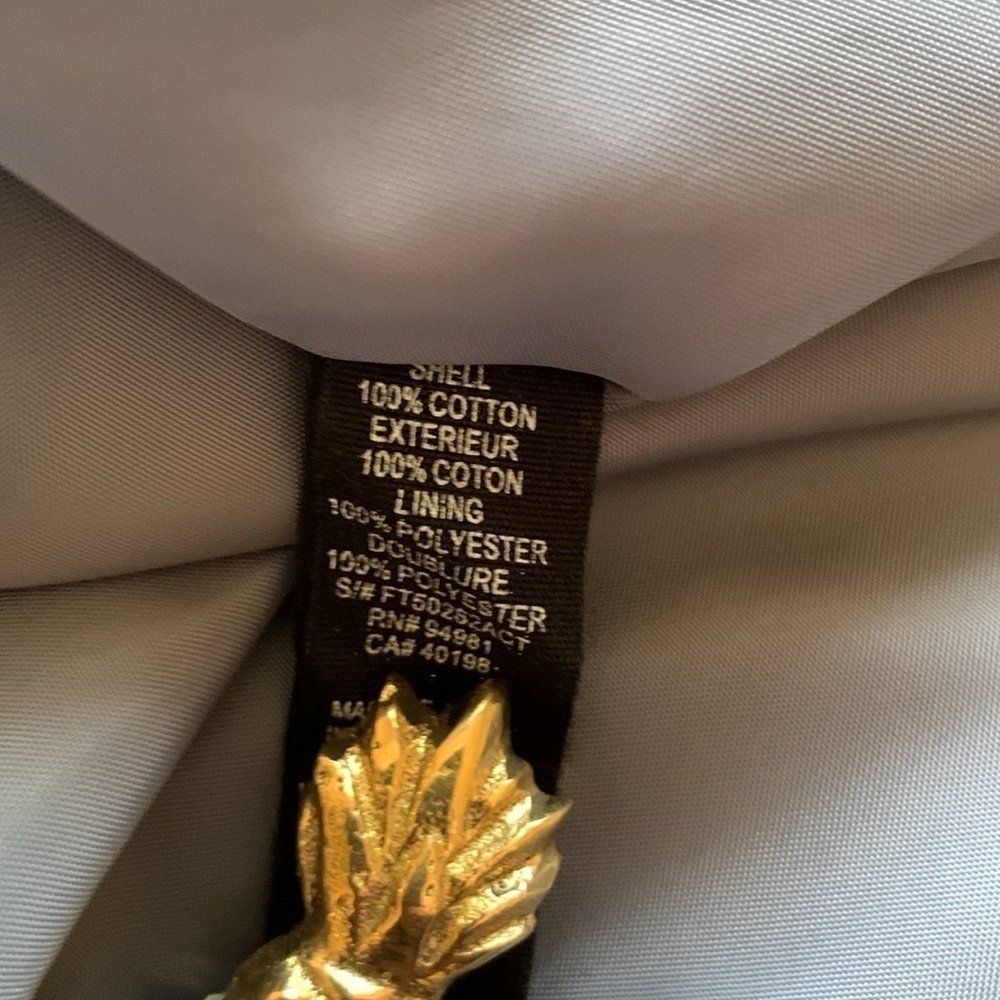 SHELL
100% COTTON
EXTERIEUR
100% COTON
LINING
100% POLYESTER
DOUBLURE
100% POLYESTER
S/# FT50262ACT
RN# 94981
CA# 40198